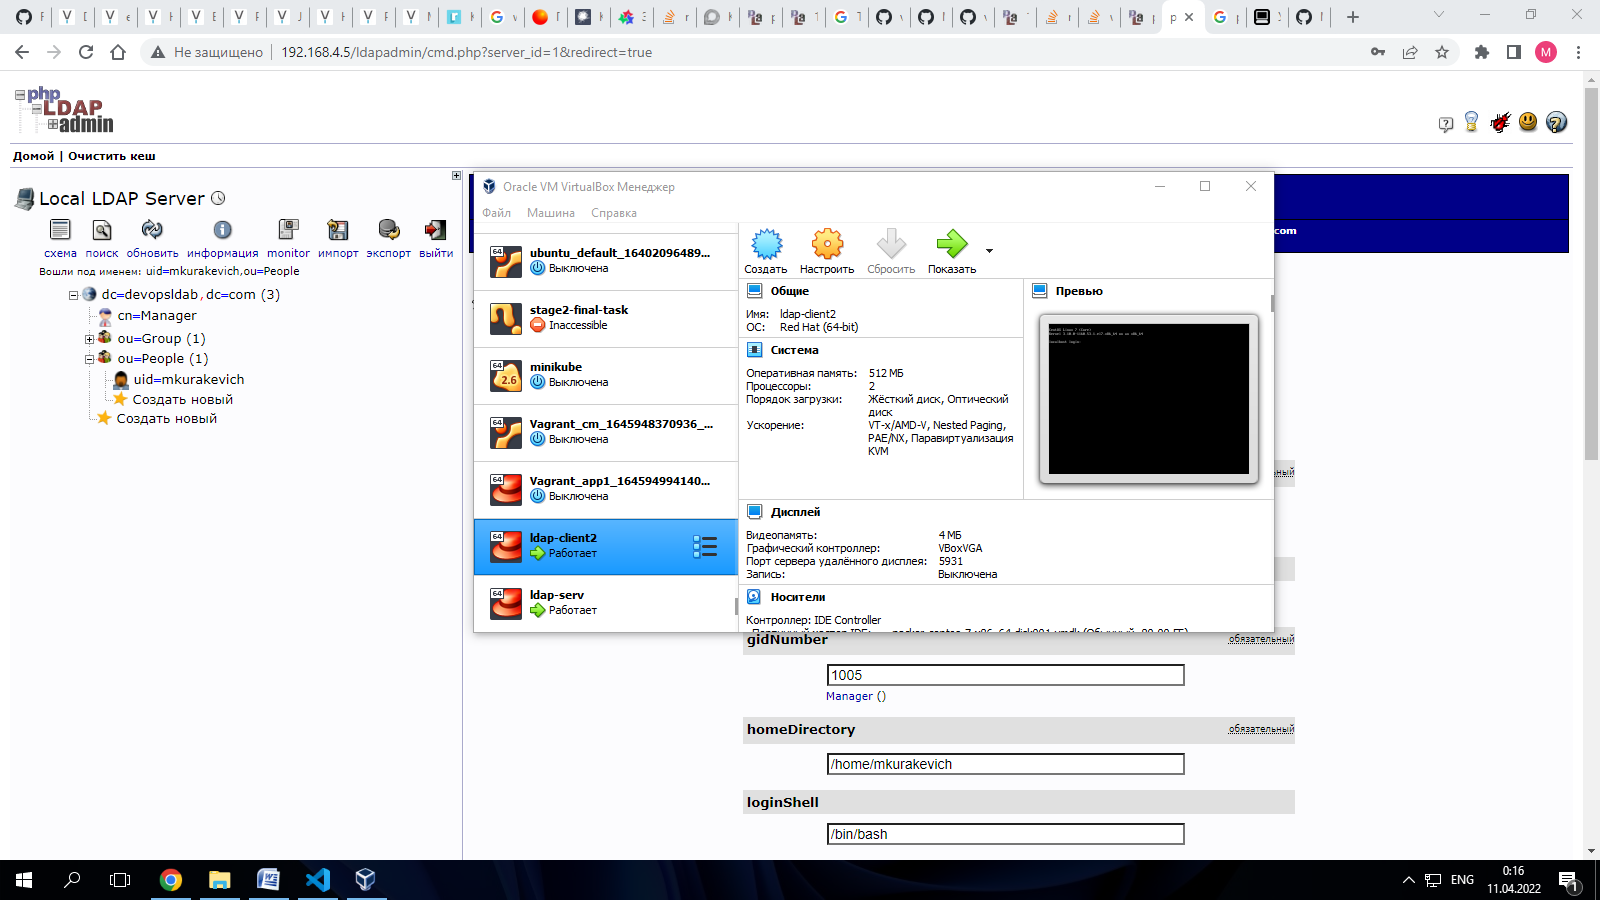 Не защищено
192.168.4.5/ldapadmin/cmd.php?server_id=1&redirect=true
M
php
LDAP
admin
Домой | Очистить кеш
Local LDAP Server
схема поиск обновить информация monitor импорт экспорт выйти
Вошли под именем: uid=mkurakevich,ou=People
dc=devopsldab,dc=com (3)
cn=Manager
ou=Group (1)
ou=People (1)
uid=mkurakevich
Создать новый
Создать новый
com
Oracle VM VirtualBox Менеджер
Файл Машина Справка
ubuntu_default_16402096489...
Выключена
stage2-final-task
Inaccessible
minikube
Выключена
Vagrant_cm_1645948370936_...
Выключена
Vagrant_app1_164594994140...
Выключена
ldap-client2
Работает
ldap-serv
Работает
Создать Настроить Сбросить Показать
Общие
Имя: ldap-client2
ОС: Red Hat (64-bit)
Система
Оперативная память: 512 МБ
Процессоры: 2
Порядок загрузки: Жёсткий диск, Оптический
диск
Ускорение: VT-x/AMD-V, Nested Paging,
PAE/NX, Паравиртуализация
KVM
Превью
Дисплей
Видеопамять: 4 МБ
Графический контроллер: VBoxVGA
Порт сервера удалённого дисплея: 5931
Запись: Выключена
Носители
Контроллер: IDE Controller
gidNumber обязательный
1005
Manager ()
homeDirectory обязательный
/home/mkurakevich
loginShell
/bin/bash
ENG
0:16
11.04.2022
1